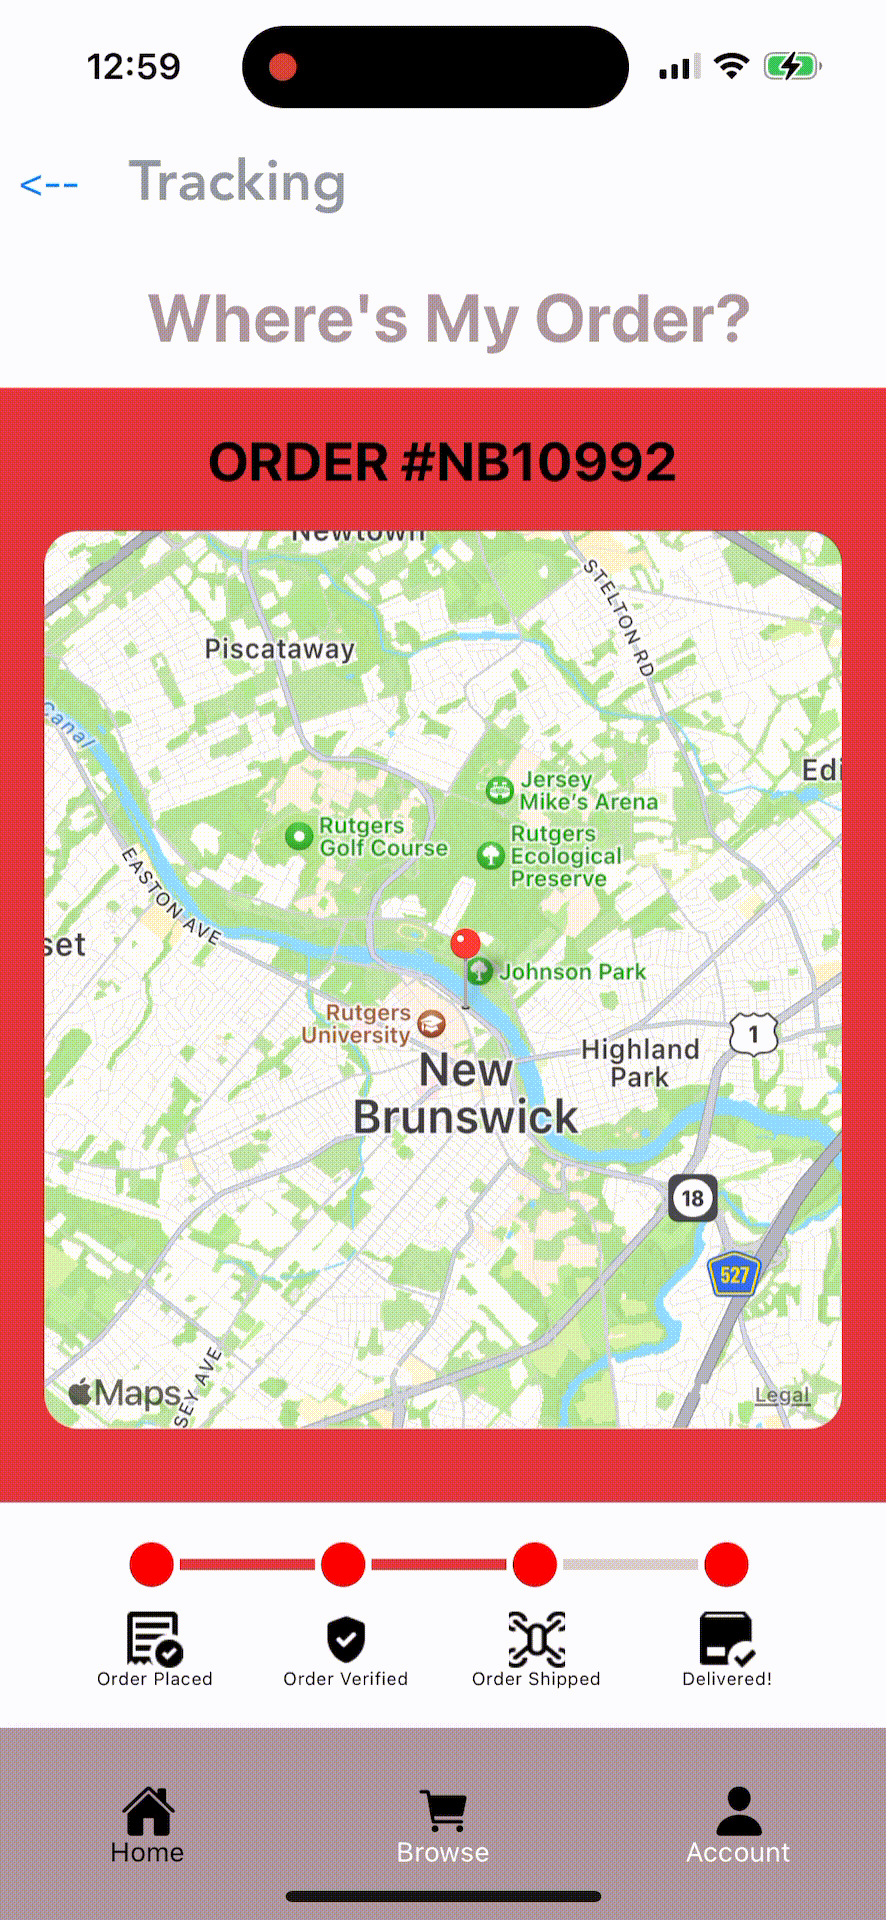 12:59
<-- Tracking
Where's My Order?
ORDER #NB10992
Newtown
STELTON RD
Piscataway
Canal
Edi
Jersey
Mike's Arena
Rutgers
Golf Course
Rutgers
Ecological
Preserve
EASTON AVE
set
Johnson Park
Rutgers
University
1
Highland
Park
New
Brunswick
18
527
Maps
SEY AVE
Legal
Order Placed
Order Verified
Order Shipped
Delivered!
Home
Browse
Account